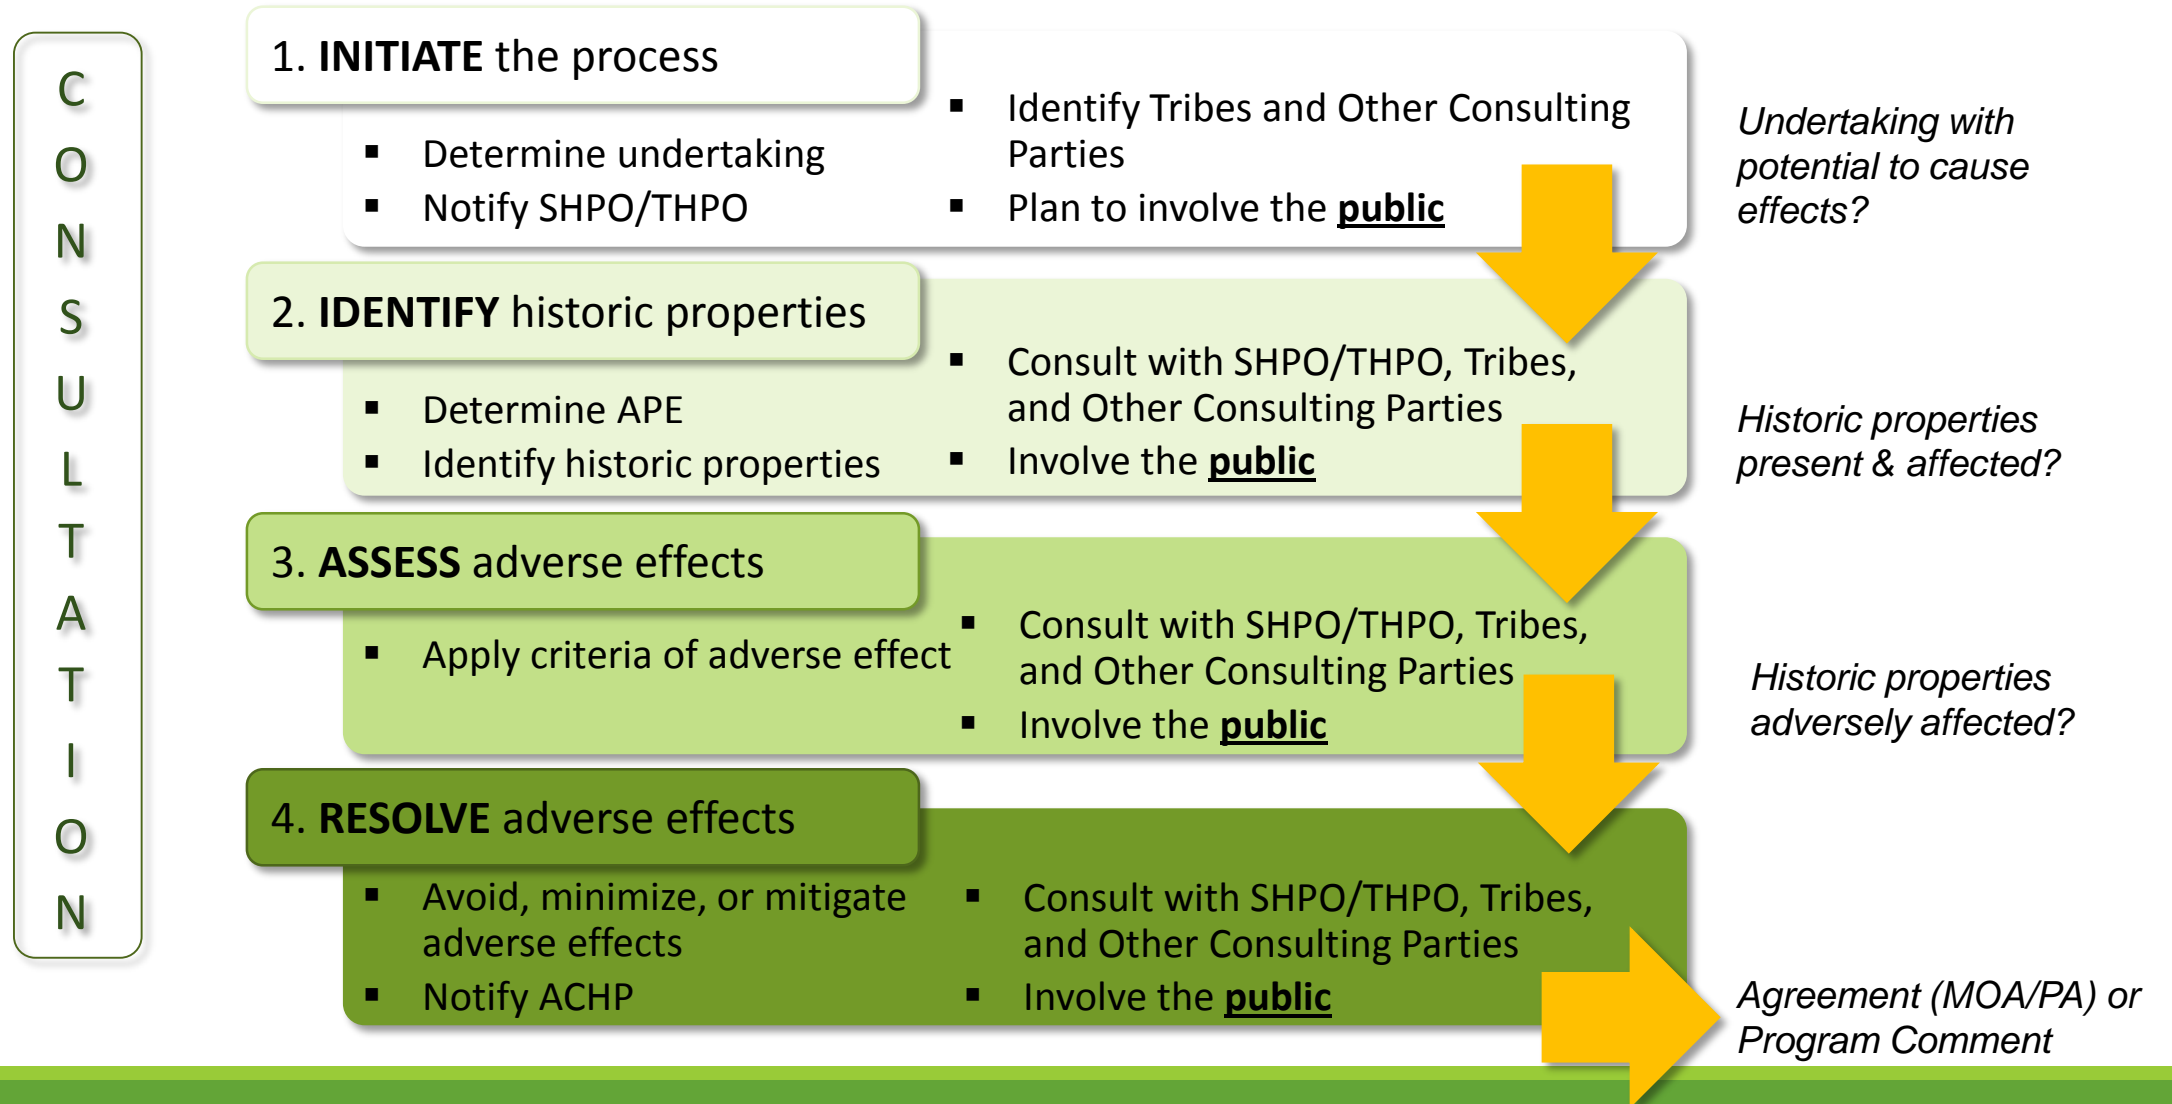 CONSULTATION
1. INITIATE the process
▪ Determine undertaking
▪ Notify SHPO/THPO
▪ Identify Tribes and Other Consulting
Parties
▪ Plan to involve the public
Undertaking with
potential to cause
effects?
2. IDENTIFY historic properties
▪ Determine APE
▪ Identify historic properties
▪ Consult with SHPO/THPO, Tribes,
and Other Consulting Parties
▪ Involve the public
Historic properties
present & affected?
3. ASSESS adverse effects
▪ Apply criteria of adverse effect
▪ Consult with SHPO/THPO, Tribes,
and Other Consulting Parties
▪ Involve the public
Historic properties
adversely affected?
4. RESOLVE adverse effects
▪ Avoid, minimize, or mitigate
adverse effects
▪ Notify ACHP
▪ Consult with SHPO/THPO, Tribes,
and Other Consulting Parties
▪ Involve the public
Agreement (MOA/PA) or
Program Comment